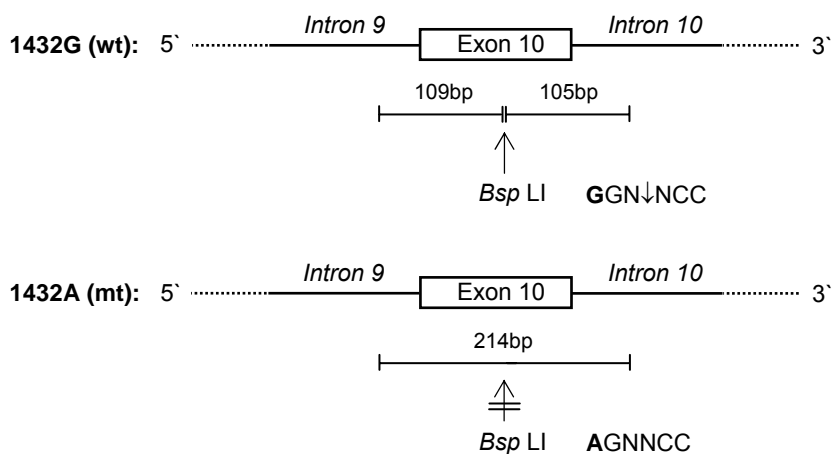 Intron 9 Exon 10 Intron 10
1432G (wt): 5` 3`
109bp 105bp
Bsp LI GGN↓NCC
Intron 9 Exon 10 Intron 10
1432A (mt): 5` 3`
214bp
Bsp LI AGNNCC